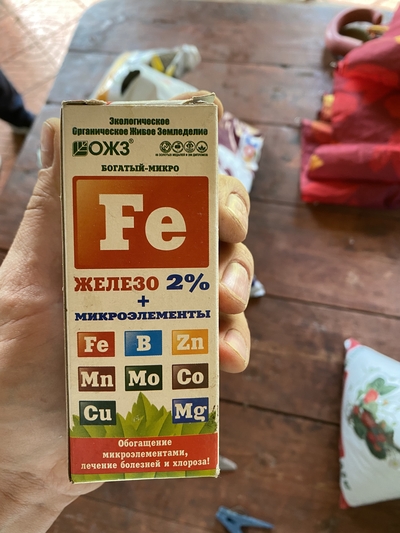 Экологическое
Органическое Живое Земледелие
ОЖЗ®
БОГАТЫЙ-МИКРО
Fe
ЖЕЛЕЗО 2%
+
МИКРОЭЛЕМЕНТЫ
Fe B Zn
Mn Mo Co
Cu Mg
Обогащение
микроэлементами,
лечение болезней и хлороза!